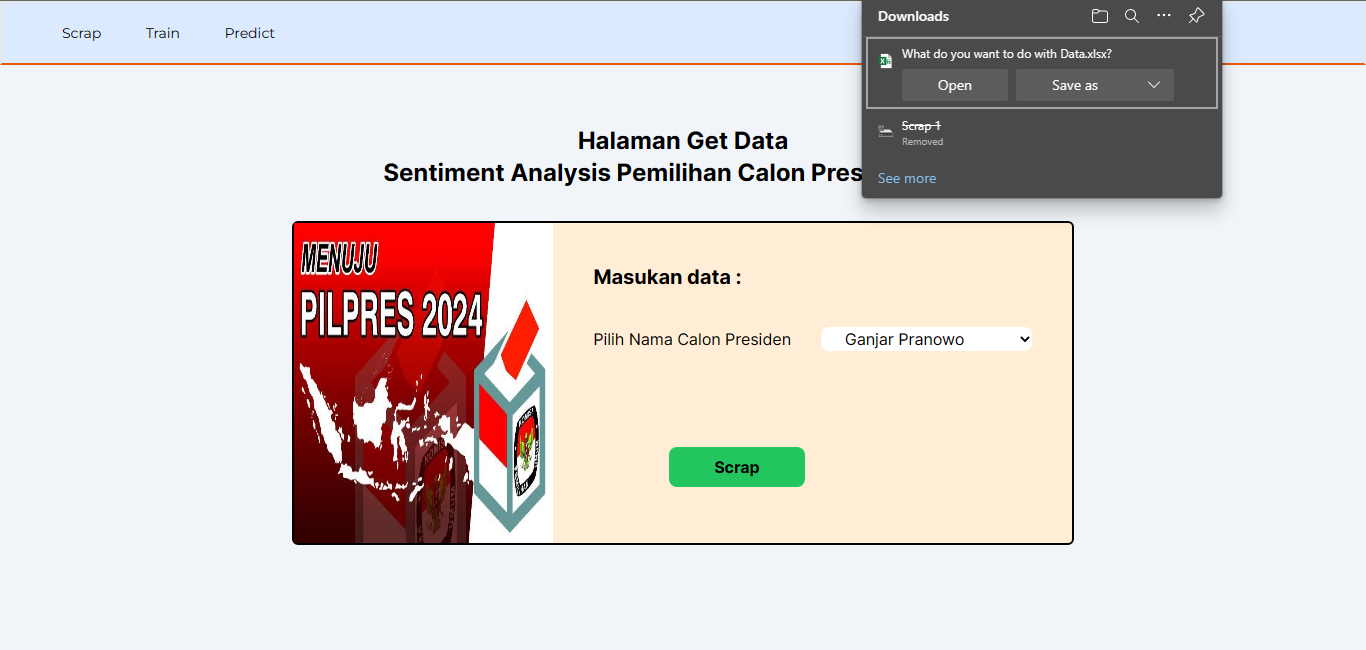 Scrap
Train
Predict
Downloads
What do you want to do with Data.xlsx?
Open
Save as
Scrap 1
Removed
See more
Halaman Get Data
Sentiment Analysis Pemilihan Calon Pres
MENUJU
PILPRES 2024
Masukan data :
Pilih Nama Calon Presiden
Ganjar Pranowo
Scrap